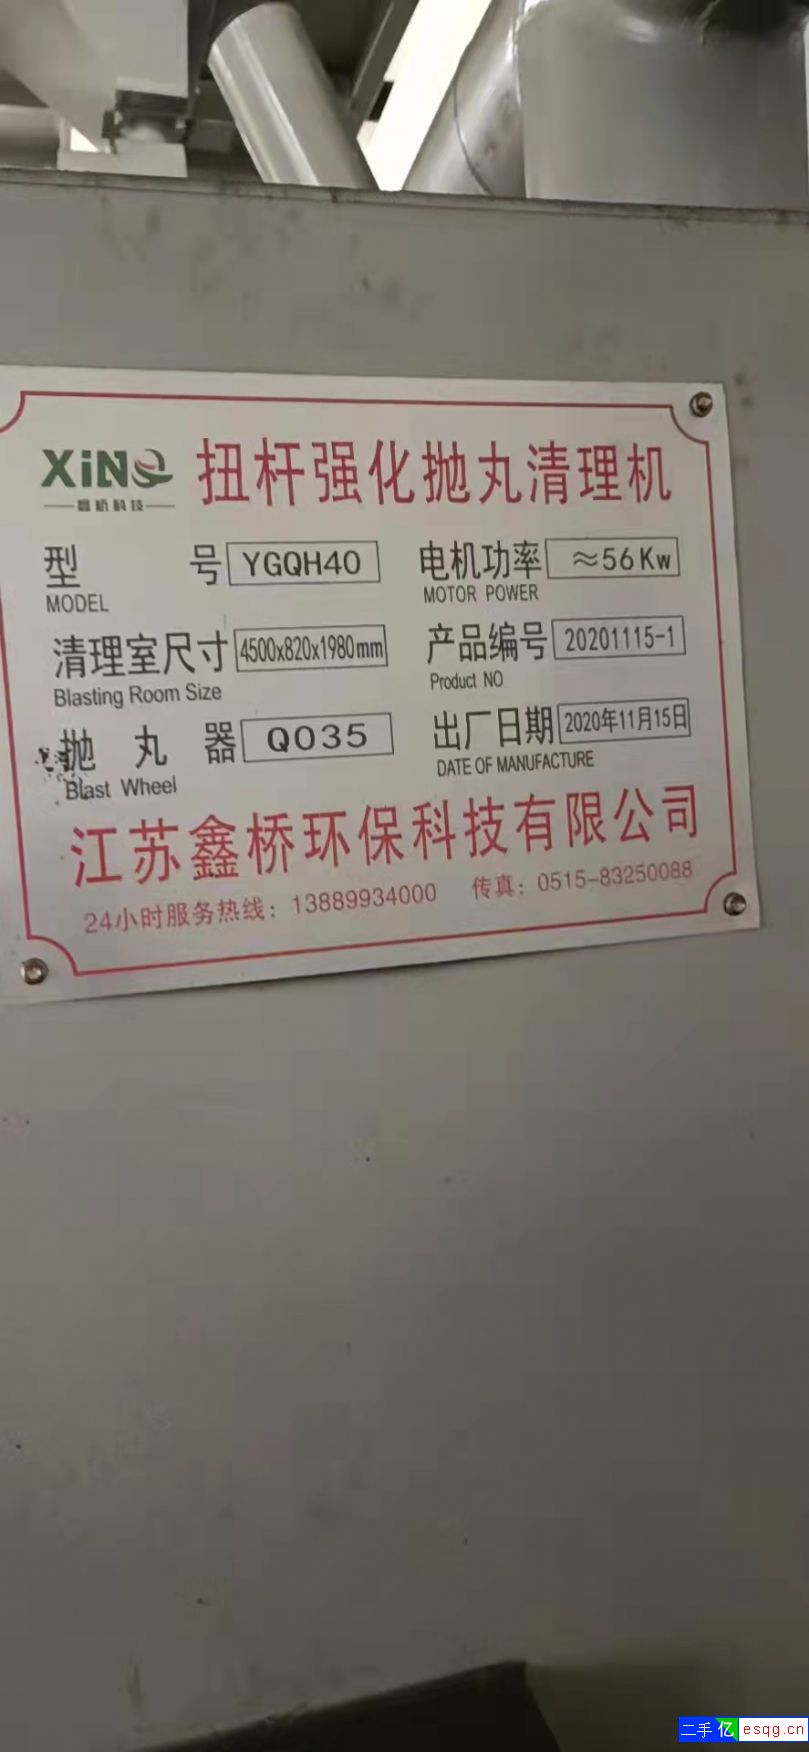 XiNQ 扭杆强化抛丸清理机
鑫桥科技
型 号 YGQH40 电机功率 ≈56Kw
MODEL MOTOR POWER
清理室尺寸 4500x820x1980mm 产品编号 20201115-1
Blasting Room Size Product NO
抛丸器 Q035 出厂日期 2020年11月15日
Blast Wheel DATE OF MANUFACTURE
江苏鑫桥环保科技有限公司
24小时服务热线：13889934000 传真：0515-83250088
二手亿 esqg.cn